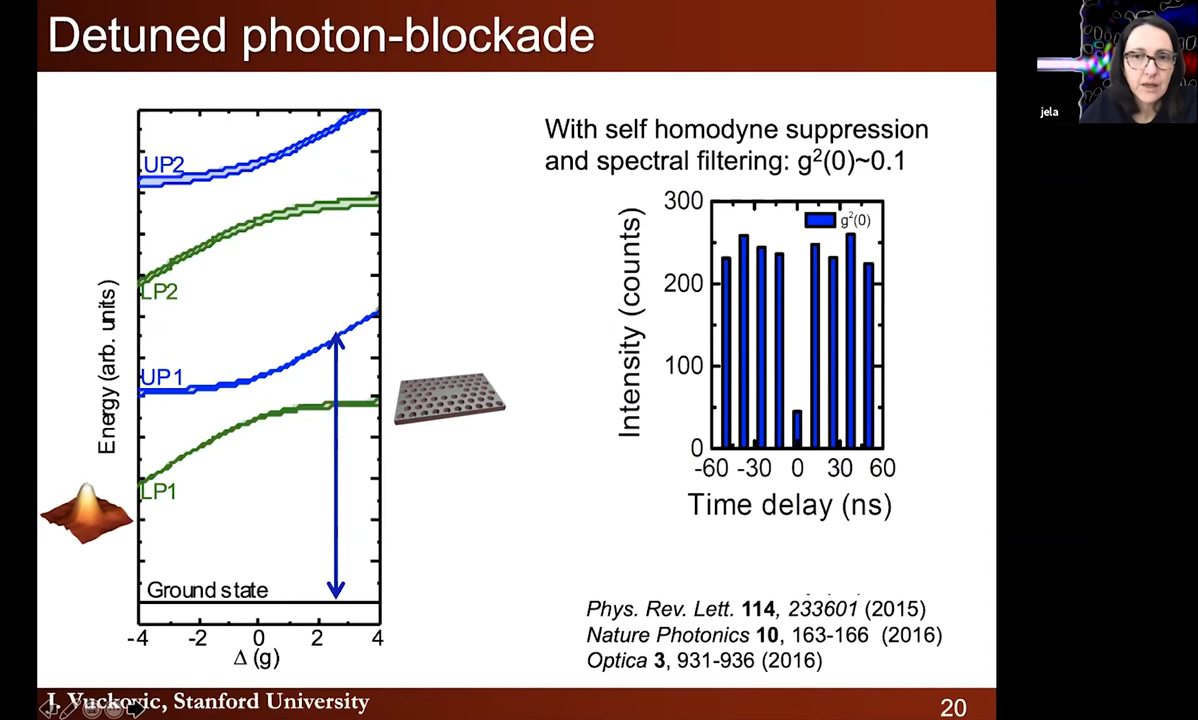 Detuned photon-blockade
jela
With self homodyne suppression
and spectral filtering: g²(0)~0.1
UP2
LP2
UP1
LP1
Ground state
Energy (arb. units)
-4 -2 0 2 4
Δ (g)
300
200
100
0
g²(0)
Intensity (counts)
-60 -30 0 30 60
Time delay (ns)
Phys. Rev. Lett. 114, 233601 (2015)
Nature Photonics 10, 163-166 (2016)
Optica 3, 931-936 (2016)
J. Vuckovic, Stanford University
20